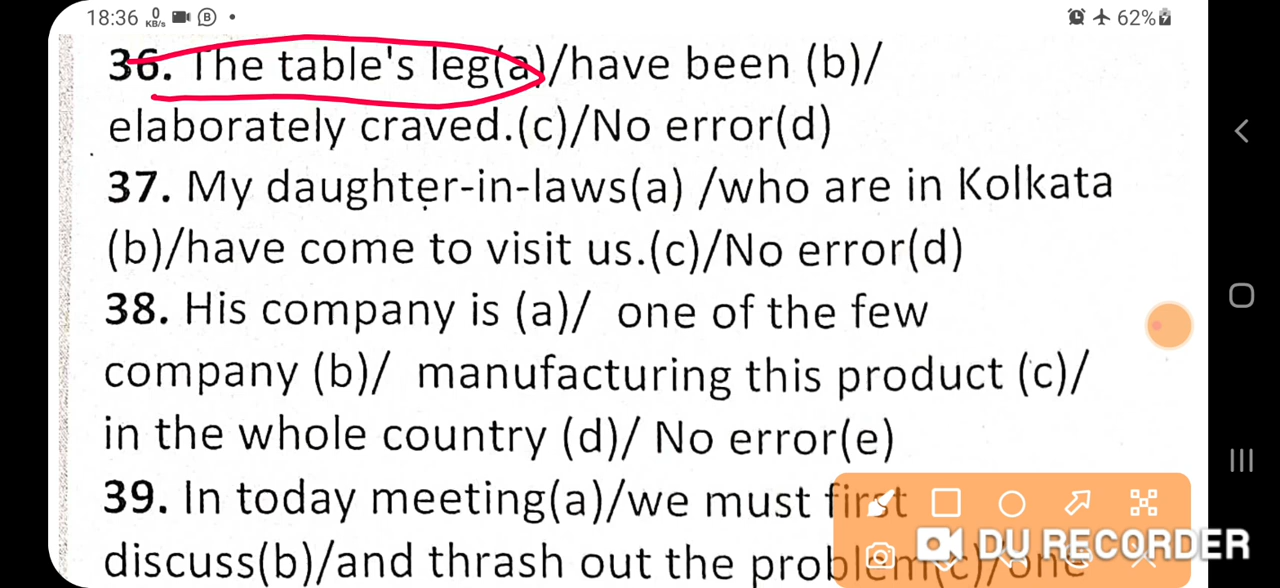 18:36 0 KB/s B 62%
36. The table's leg(a)/have been (b)/
elaborately craved.(c)/No error(d)
37. My daughter-in-laws(a) /who are in Kolkata
(b)/have come to visit us.(c)/No error(d)
38. His company is (a)/ one of the few
company (b)/ manufacturing this product (c)/
in the whole country (d)/ No error(e)
39. In today meeting(a)/we must first
discuss(b)/and thrash out the problem(c)/one
DU RECORDER